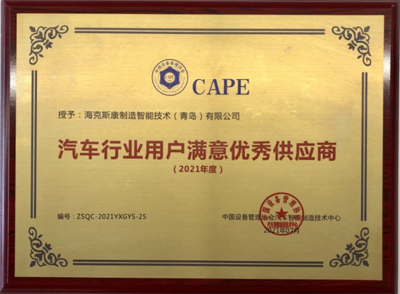 CAPE
授予：海克斯康制造智能技术（青岛）有限公司
汽车行业用户满意优秀供应商
（2021年度）
编号：ZSQC-2021YXGYS-25
中国设备管理协会汽车智能制造技术中心